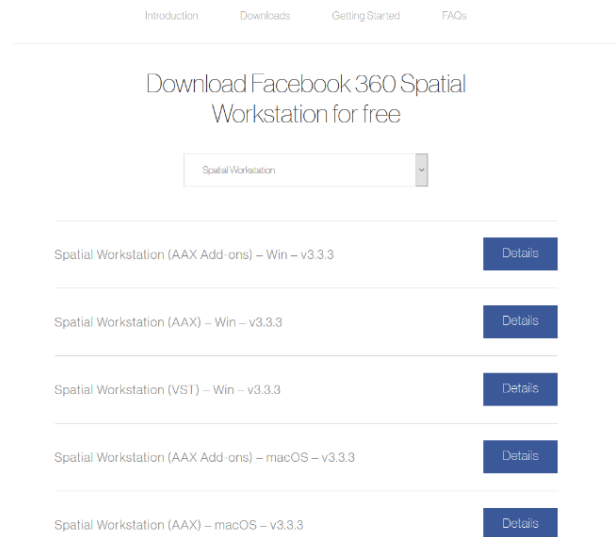 Introduction Downloads Getting Started FAQs
Download Facebook 360 Spatial
Workstation for free
Spatial Workstation
Spatial Workstation (AAX Add-ons) – Win – v3.3.3 Details
Spatial Workstation (AAX) – Win – v3.3.3 Details
Spatial Workstation (VST) – Win – v3.3.3 Details
Spatial Workstation (AAX Add-ons) – macOS – v3.3.3 Details
Spatial Workstation (AAX) – macOS – v3.3.3 Details